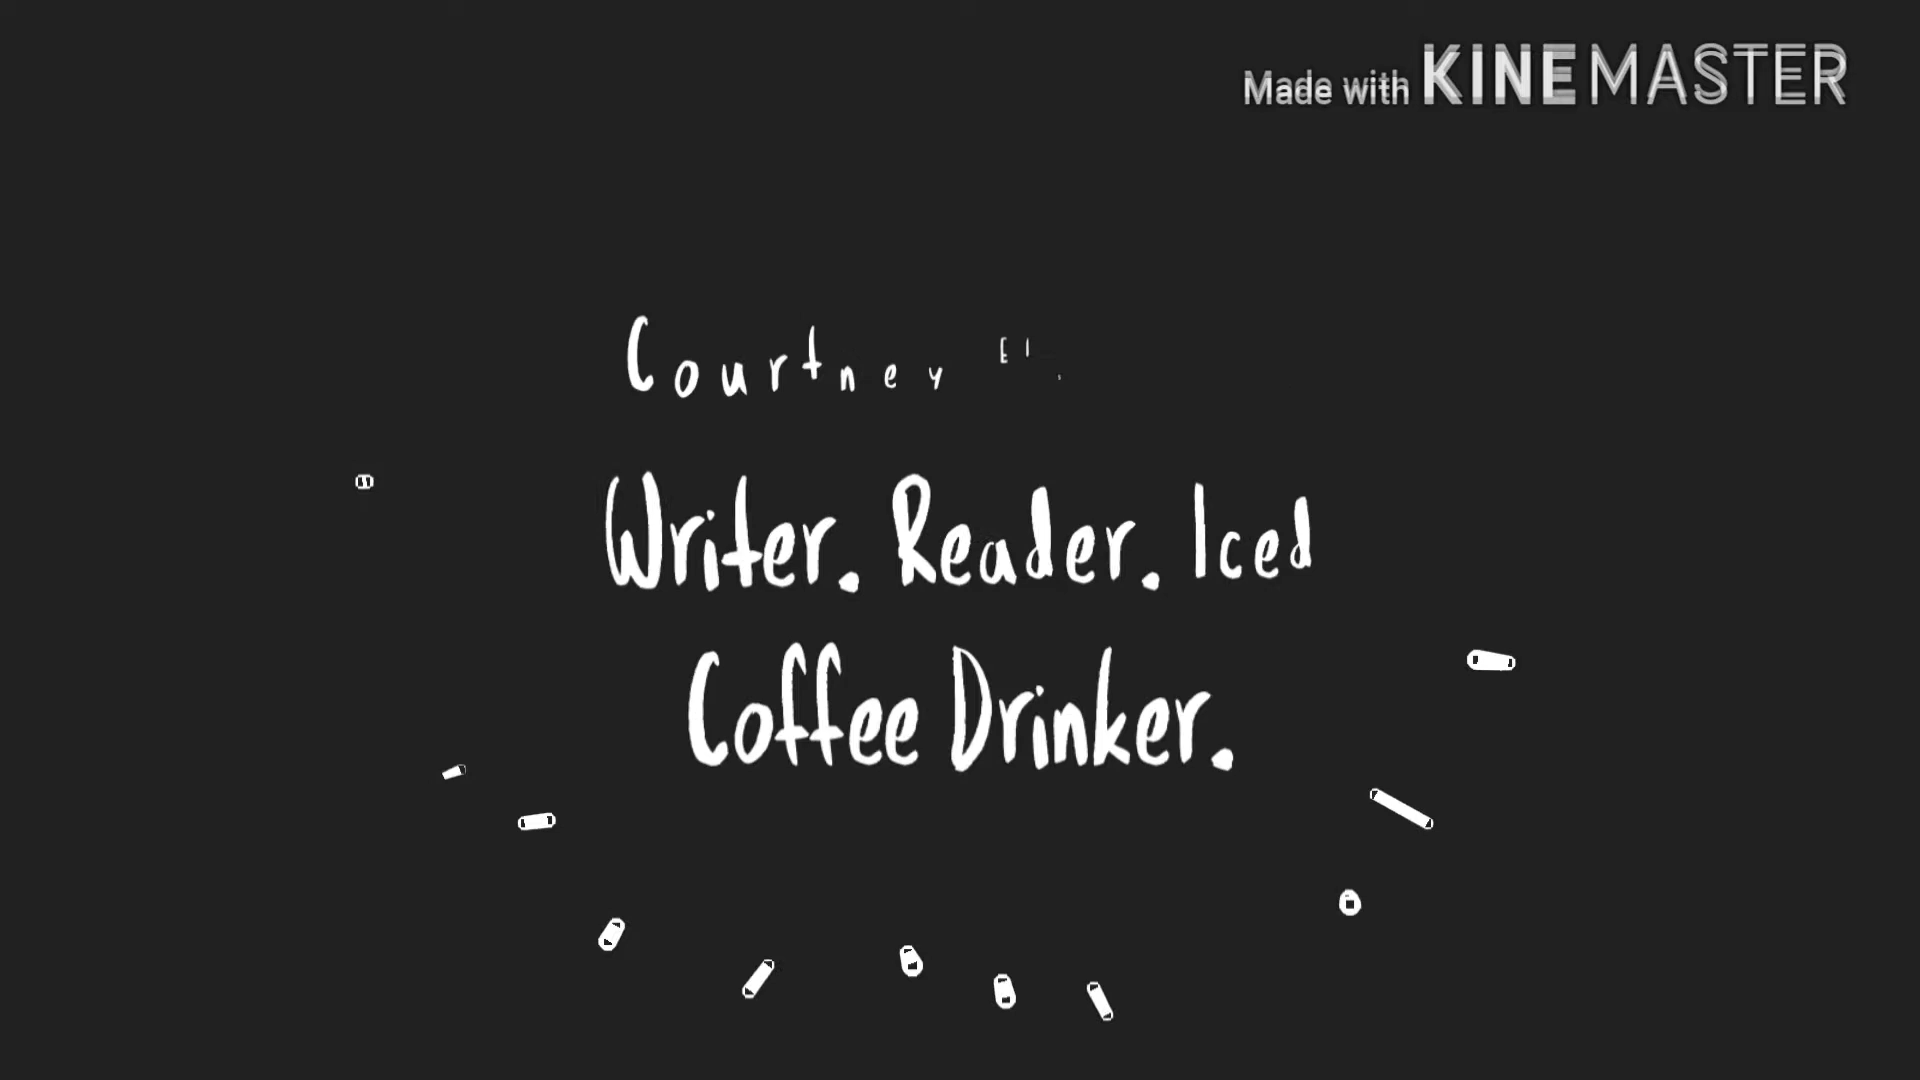 Made with KINEMASTER
Courtney
Writer. Reader. Iced
Coffee Drinker.